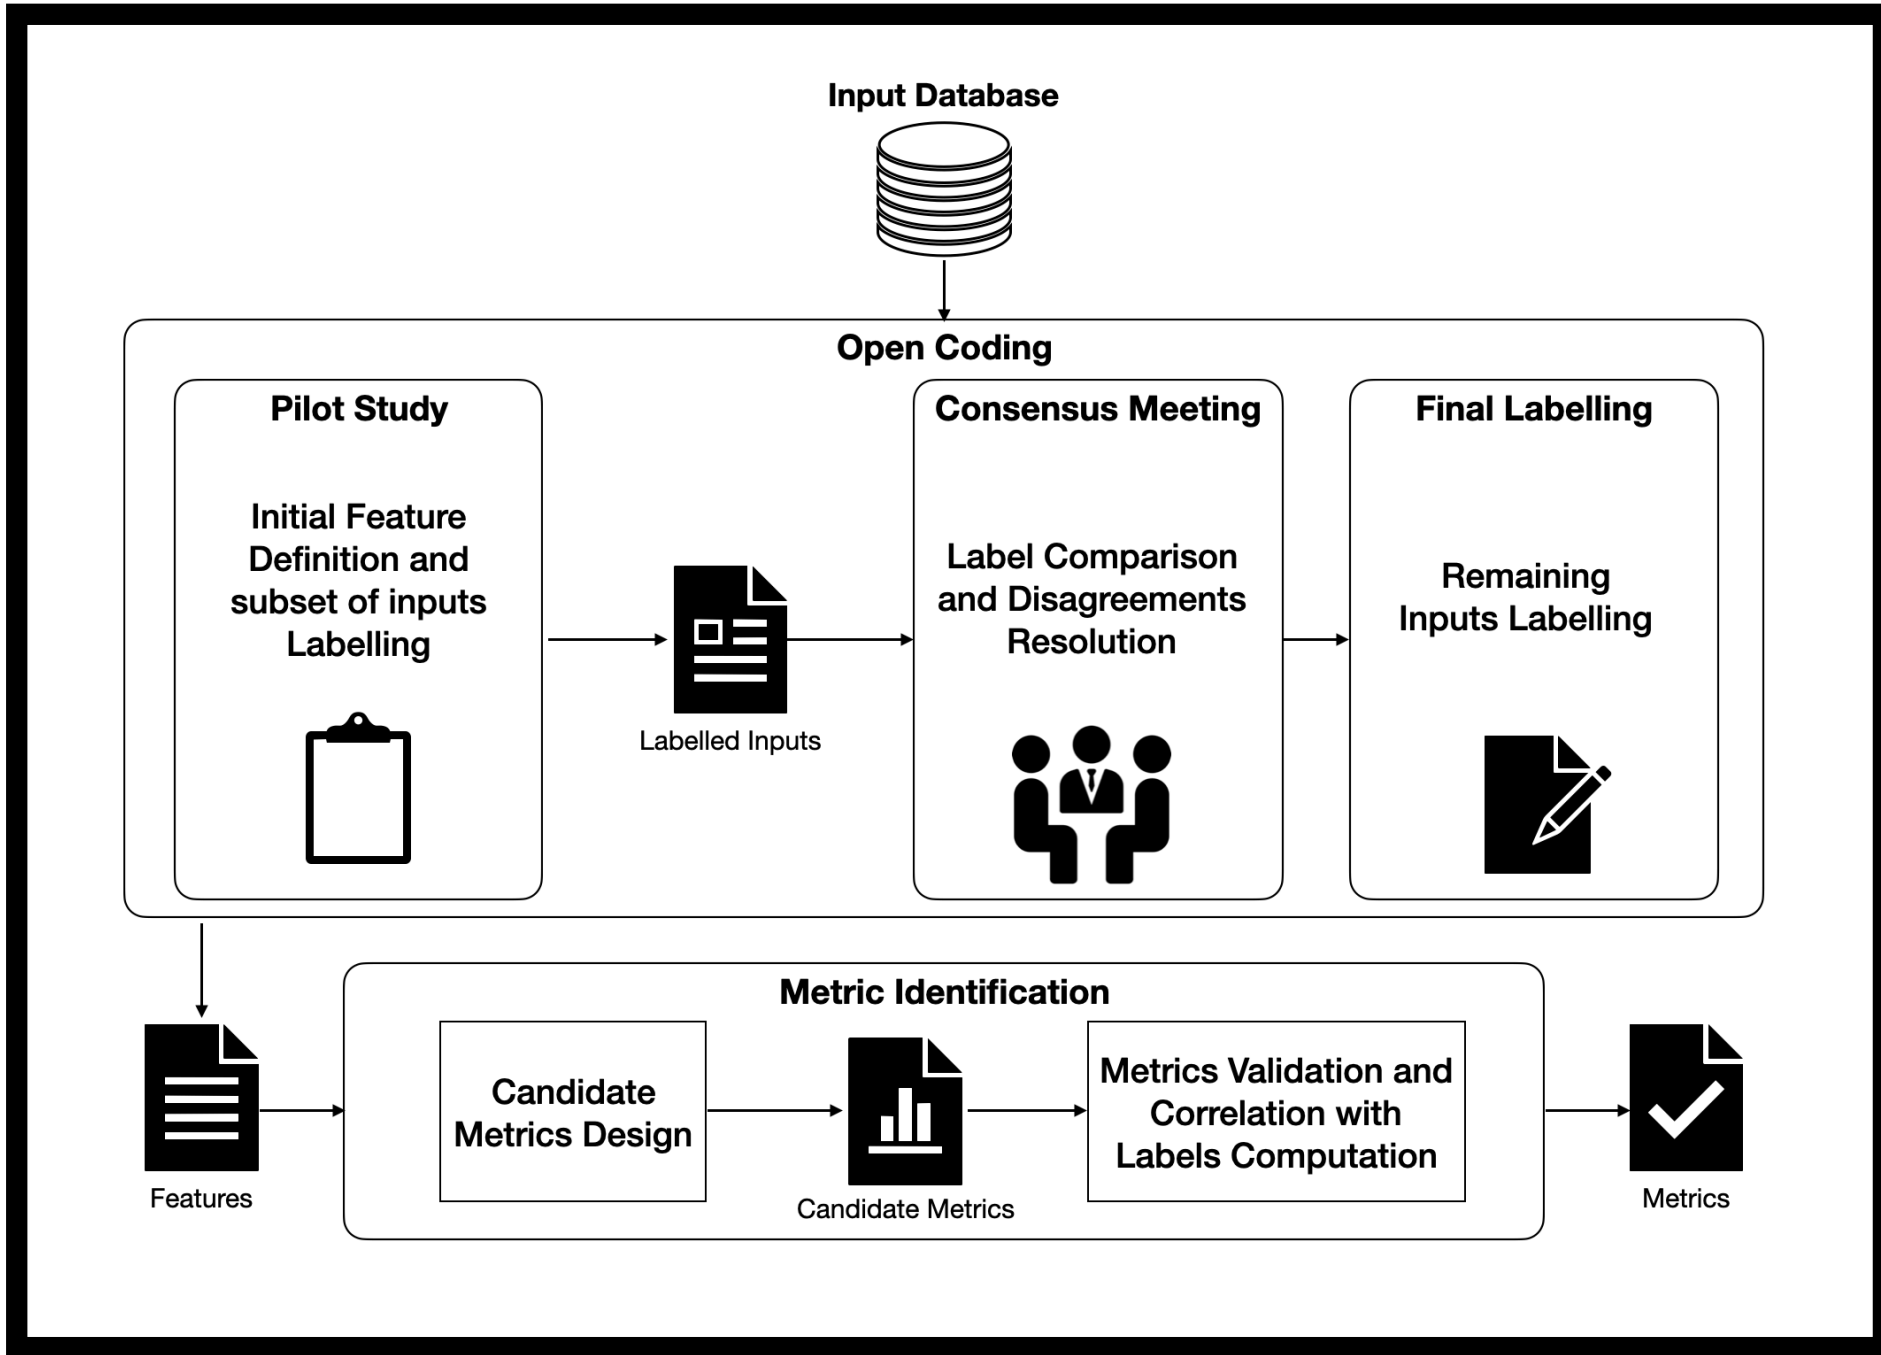 Input Database
Open Coding
Pilot Study
Initial Feature
Definition and
subset of inputs
Labelling
Labelled Inputs
Consensus Meeting
Label Comparison
and Disagreements
Resolution
Final Labelling
Remaining
Inputs Labelling
Features
Metric Identification
Candidate
Metrics Design
Candidate Metrics
Metrics Validation and
Correlation with
Labels Computation
Metrics